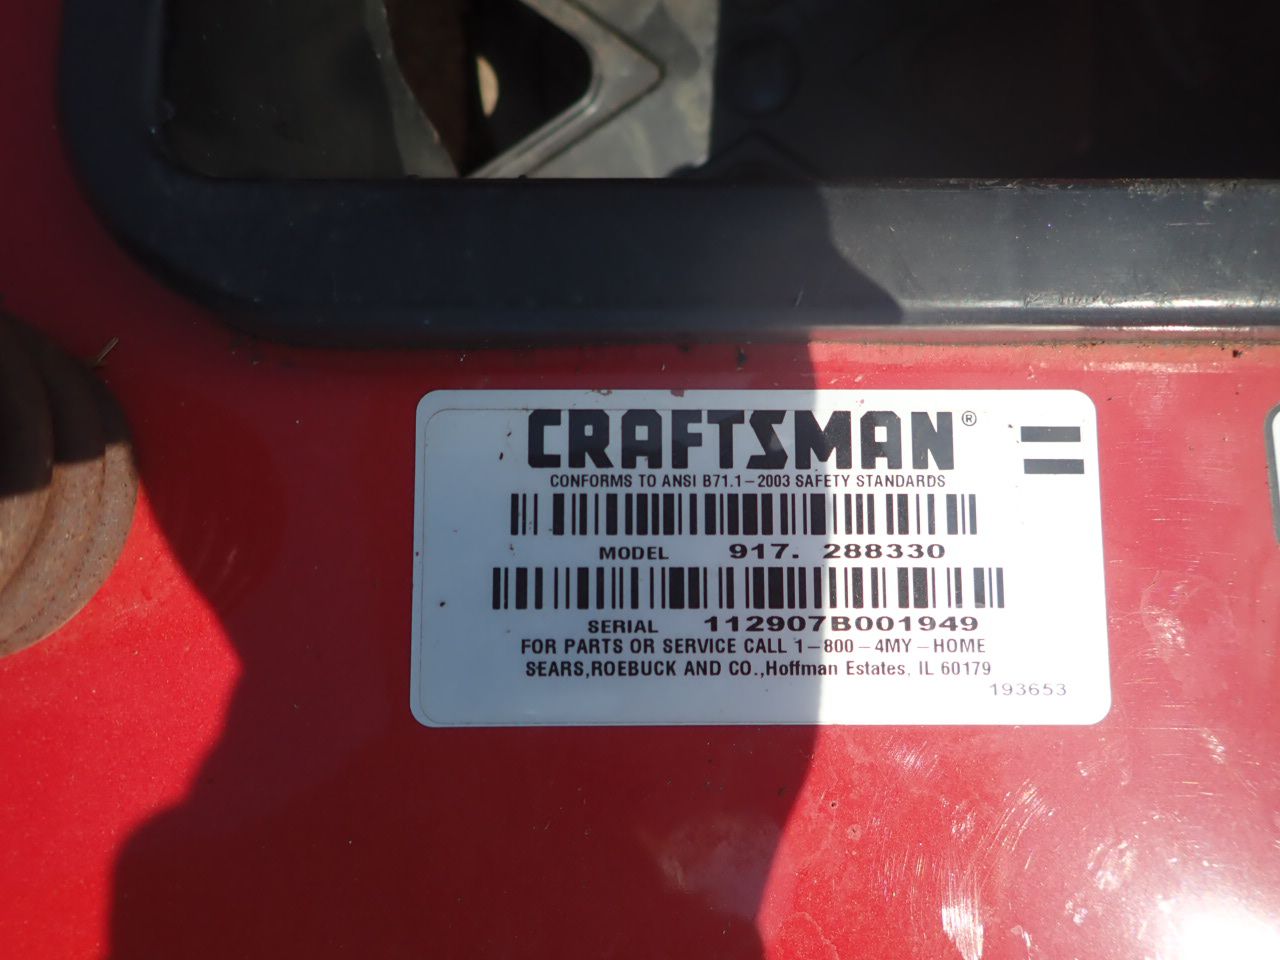 CRAFTSMAN®
CONFORMS TO ANSI B71.1-2003 SAFETY STANDARDS
MODEL 917. 288330
SERIAL 112907B001949
FOR PARTS OR SERVICE CALL 1-800-4MY-HOME
SEARS,ROEBUCK AND CO.,Hoffman Estates, IL 60179
193653